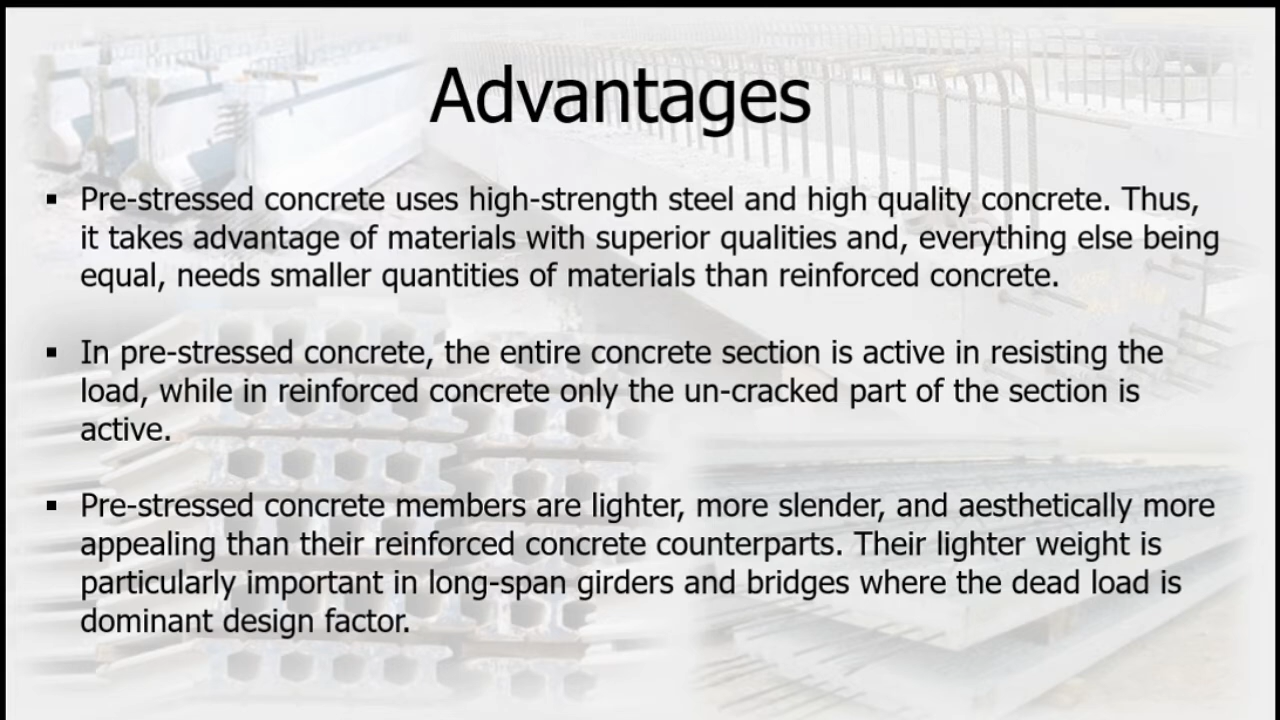 Advantages
▪ Pre-stressed concrete uses high-strength steel and high quality concrete. Thus,
it takes advantage of materials with superior qualities and, everything else being
equal, needs smaller quantities of materials than reinforced concrete.
▪ In pre-stressed concrete, the entire concrete section is active in resisting the
load, while in reinforced concrete only the un-cracked part of the section is
active.
▪ Pre-stressed concrete members are lighter, more slender, and aesthetically more
appealing than their reinforced concrete counterparts. Their lighter weight is
particularly important in long-span girders and bridges where the dead load is
dominant design factor.